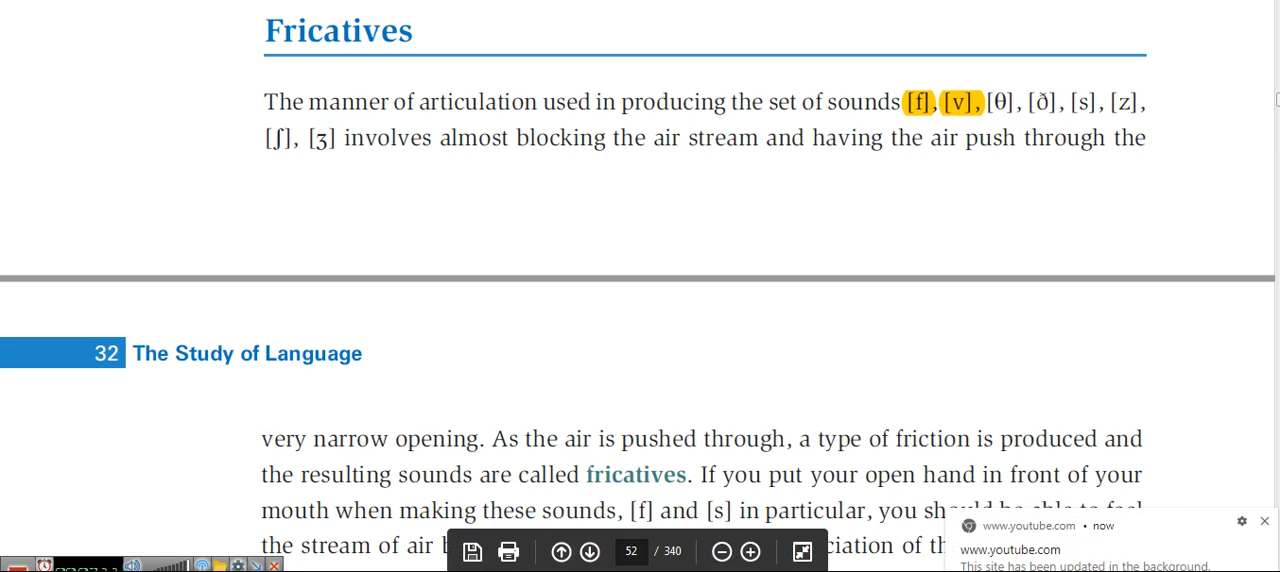 Fricatives
The manner of articulation used in producing the set of sounds [f], [v], [θ], [ð], [s], [z],
[ʃ], [ʒ] involves almost blocking the air stream and having the air push through the
32 The Study of Language
very narrow opening. As the air is pushed through, a type of friction is produced and
the resulting sounds are called fricatives. If you put your open hand in front of your
mouth when making these sounds, [f] and [s] in particular, you
the stream of air
52 / 340
www.youtube.com • now
www.youtube.com
This site has been updated in the background.